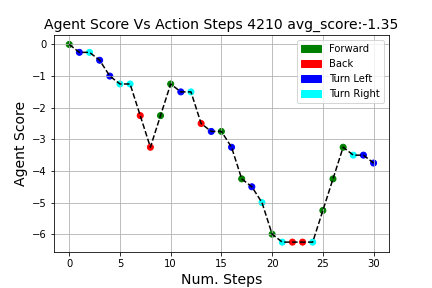 Agent Score Vs Action Steps 4210 avg_score:-1.35
Agent Score
0
−1
−2
−3
−4
−5
−6
Forward
Back
Turn Left
Turn Right
0 5 10 15 20 25 30
Num. Steps